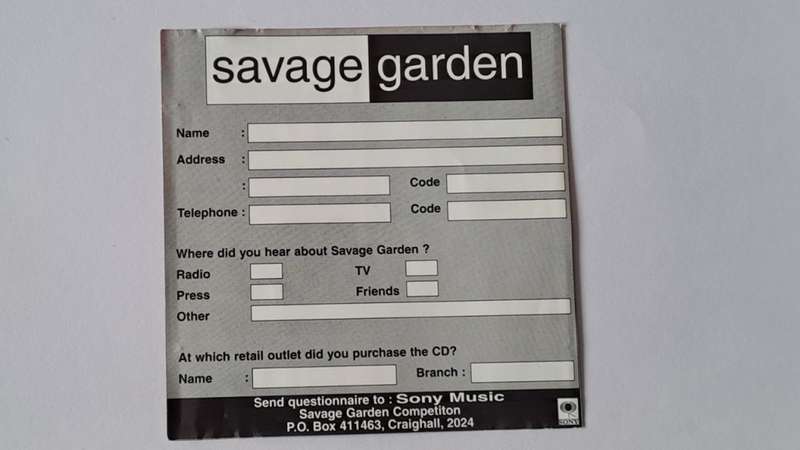 savage garden
Name :
Address :
: Code
Telephone : Code
Where did you hear about Savage Garden ?
Radio TV
Press Friends
Other
At which retail outlet did you purchase the CD?
Name : Branch :
Send questionnaire to : Sony Music
Savage Garden Competiton
P.O. Box 411463, Craighall, 2024
SONY